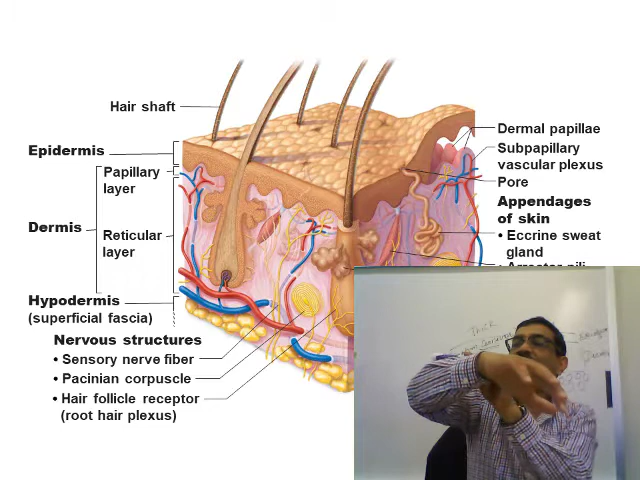 Hair shaft
Epidermis
Papillary
layer
Dermis
Reticular
layer
Hypodermis
(superficial fascia)
Nervous structures
• Sensory nerve fiber
• Pacinian corpuscle
• Hair follicle receptor
(root hair plexus)
Dermal papillae
Subpapillary
vascular plexus
Pore
Appendages
of skin
• Eccrine sweat
gland